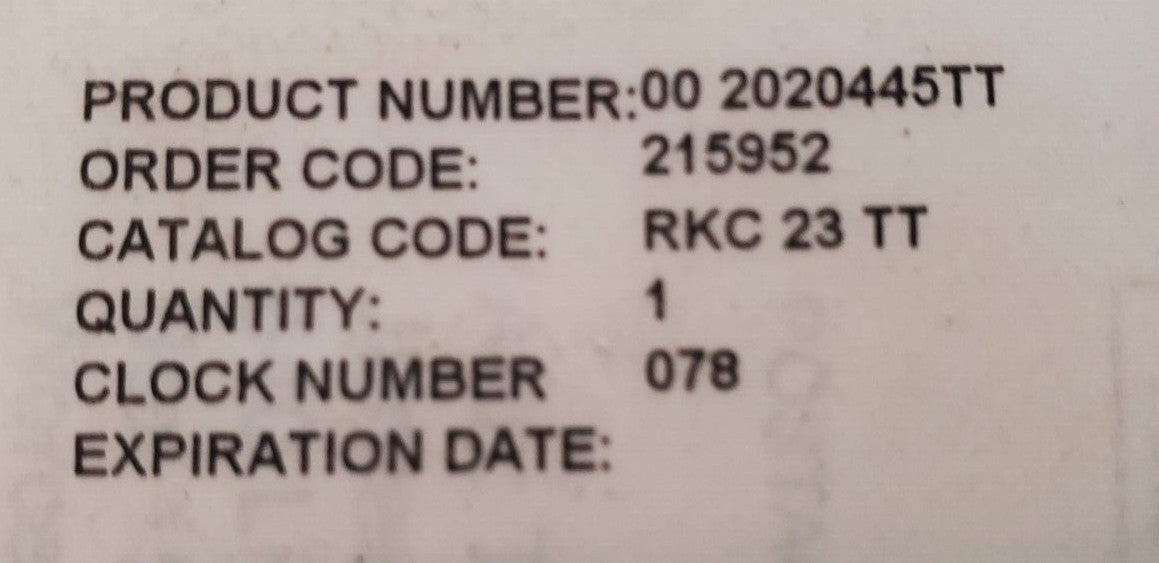 PRODUCT NUMBER:00 2020445TT
ORDER CODE: 215952
CATALOG CODE: RKC 23 TT
QUANTITY: 1
CLOCK NUMBER 078
EXPIRATION DATE: